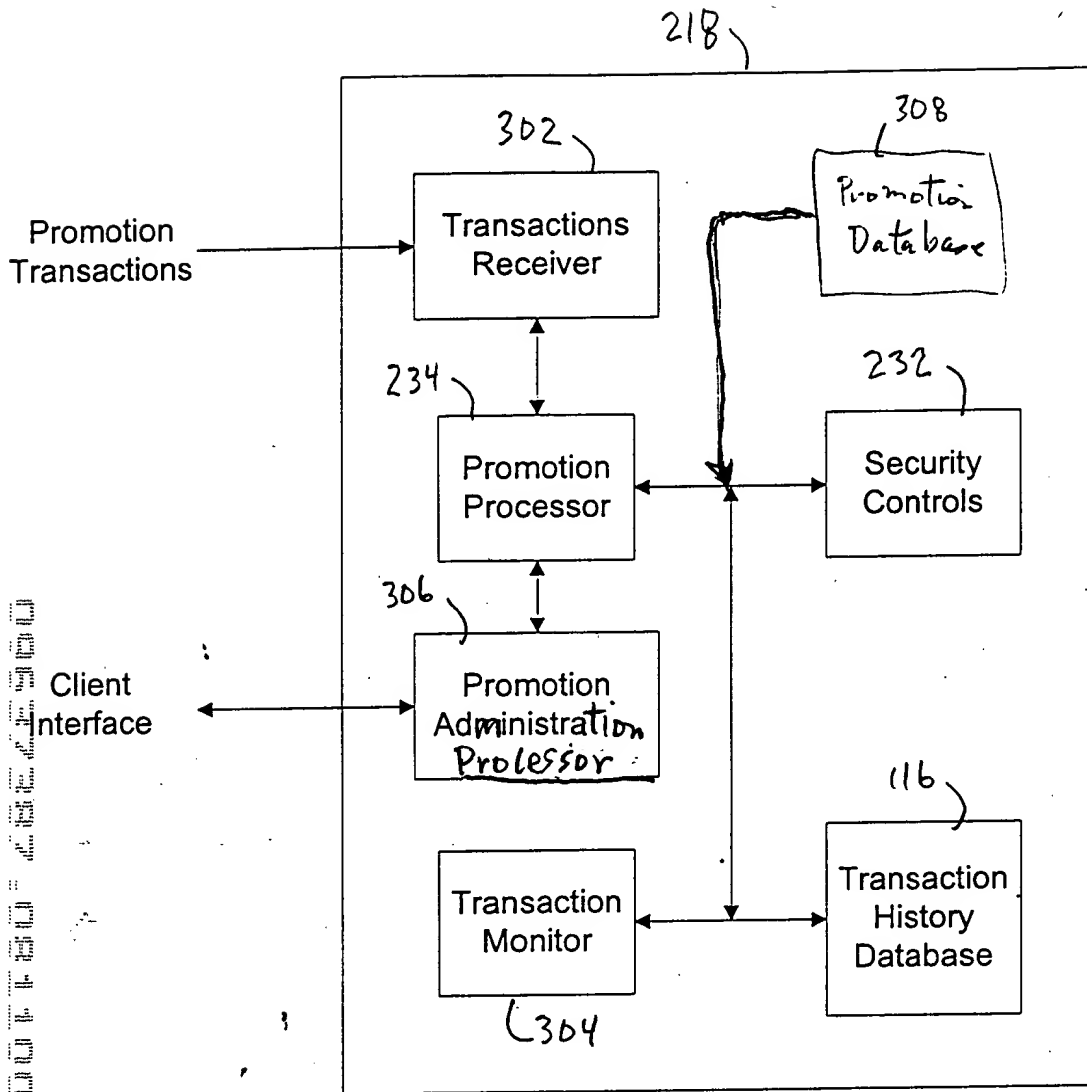 218
302
308
Promotion
Transactions
Transactions
Receiver
Promotion
Database
234
232
Promotion
Processor
Security
Controls
306
Client
Interface
Promotion
Administration
Processor
116
Transaction
Monitor
Transaction
History
Database
304